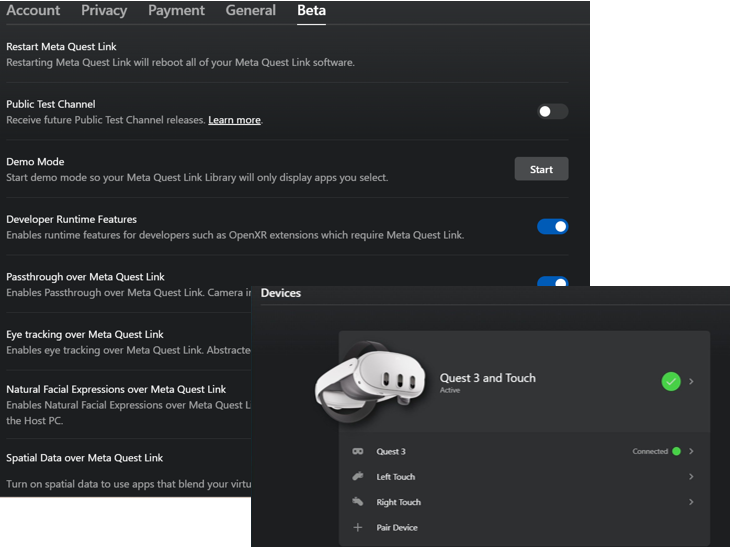 Account Privacy Payment General Beta
Restart Meta Quest Link
Restarting Meta Quest Link will reboot all of your Meta Quest Link software.
Public Test Channel
Receive future Public Test Channel releases. Learn more.
Demo Mode
Start demo mode so your Meta Quest Link Library will only display apps you select.
Start
Developer Runtime Features
Enables runtime features for developers such as OpenXR extensions which require Meta Quest Link.
Passthrough over Meta Quest Link
Enables Passthrough over Meta Quest Link. Camera
Eye tracking over Meta Quest Link
Enables eye tracking over Meta Quest Link.
Natural Facial Expressions over Meta Quest Link
Enables Natural Facial Expressions over Meta Quest
the Host PC.
Spatial Data over Meta Quest Link
Turn on spatial data to use apps that blend your
Devices
Quest 3 and Touch
Active
Quest 3
Connected
Left Touch
Right Touch
Pair Device